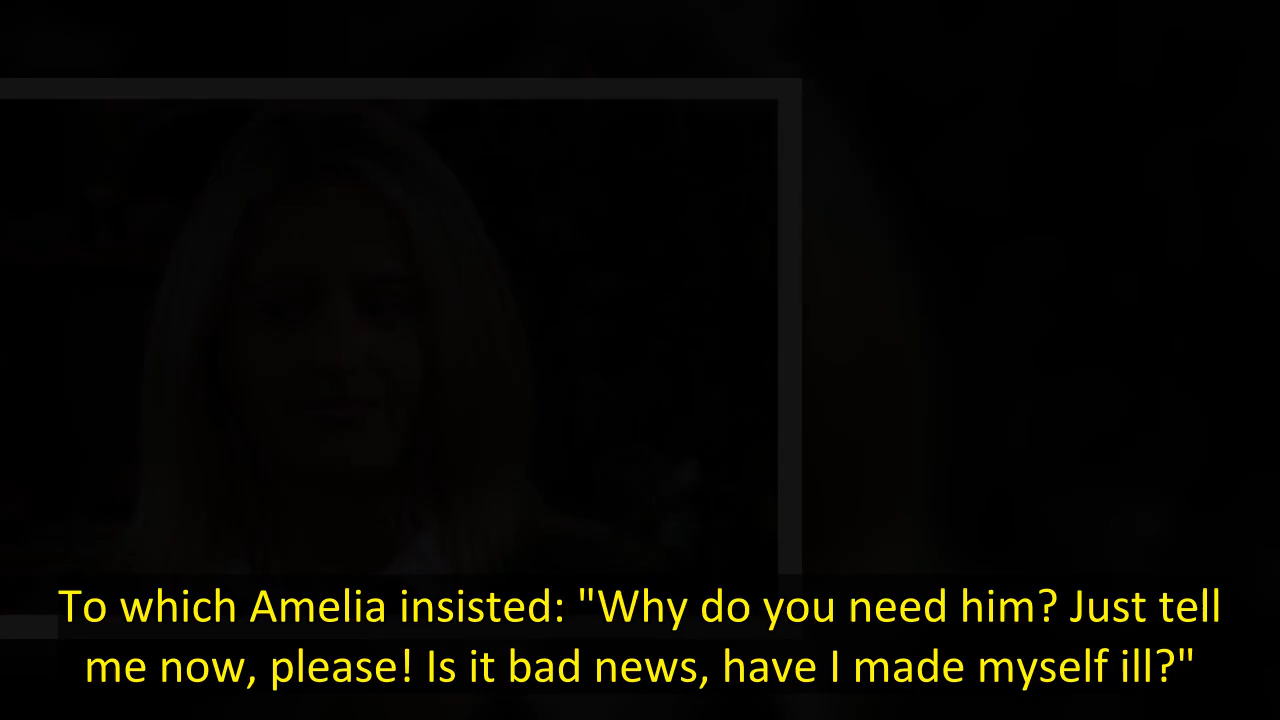 To which Amelia insisted: "Why do you need him? Just tell
me now, please! Is it bad news, have I made myself ill?"